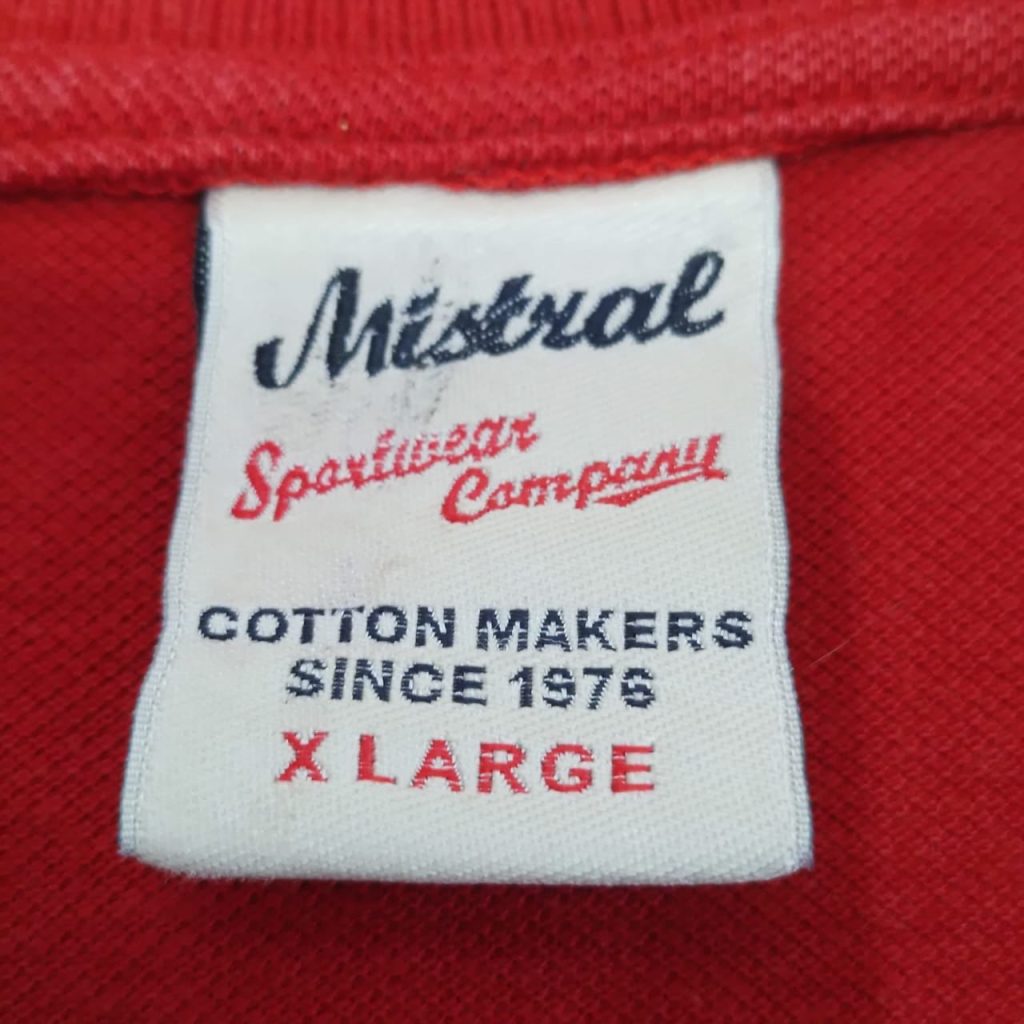 Mistral
Sportwear
Company
COTTON MAKERS
SINCE 1976
X LARGE